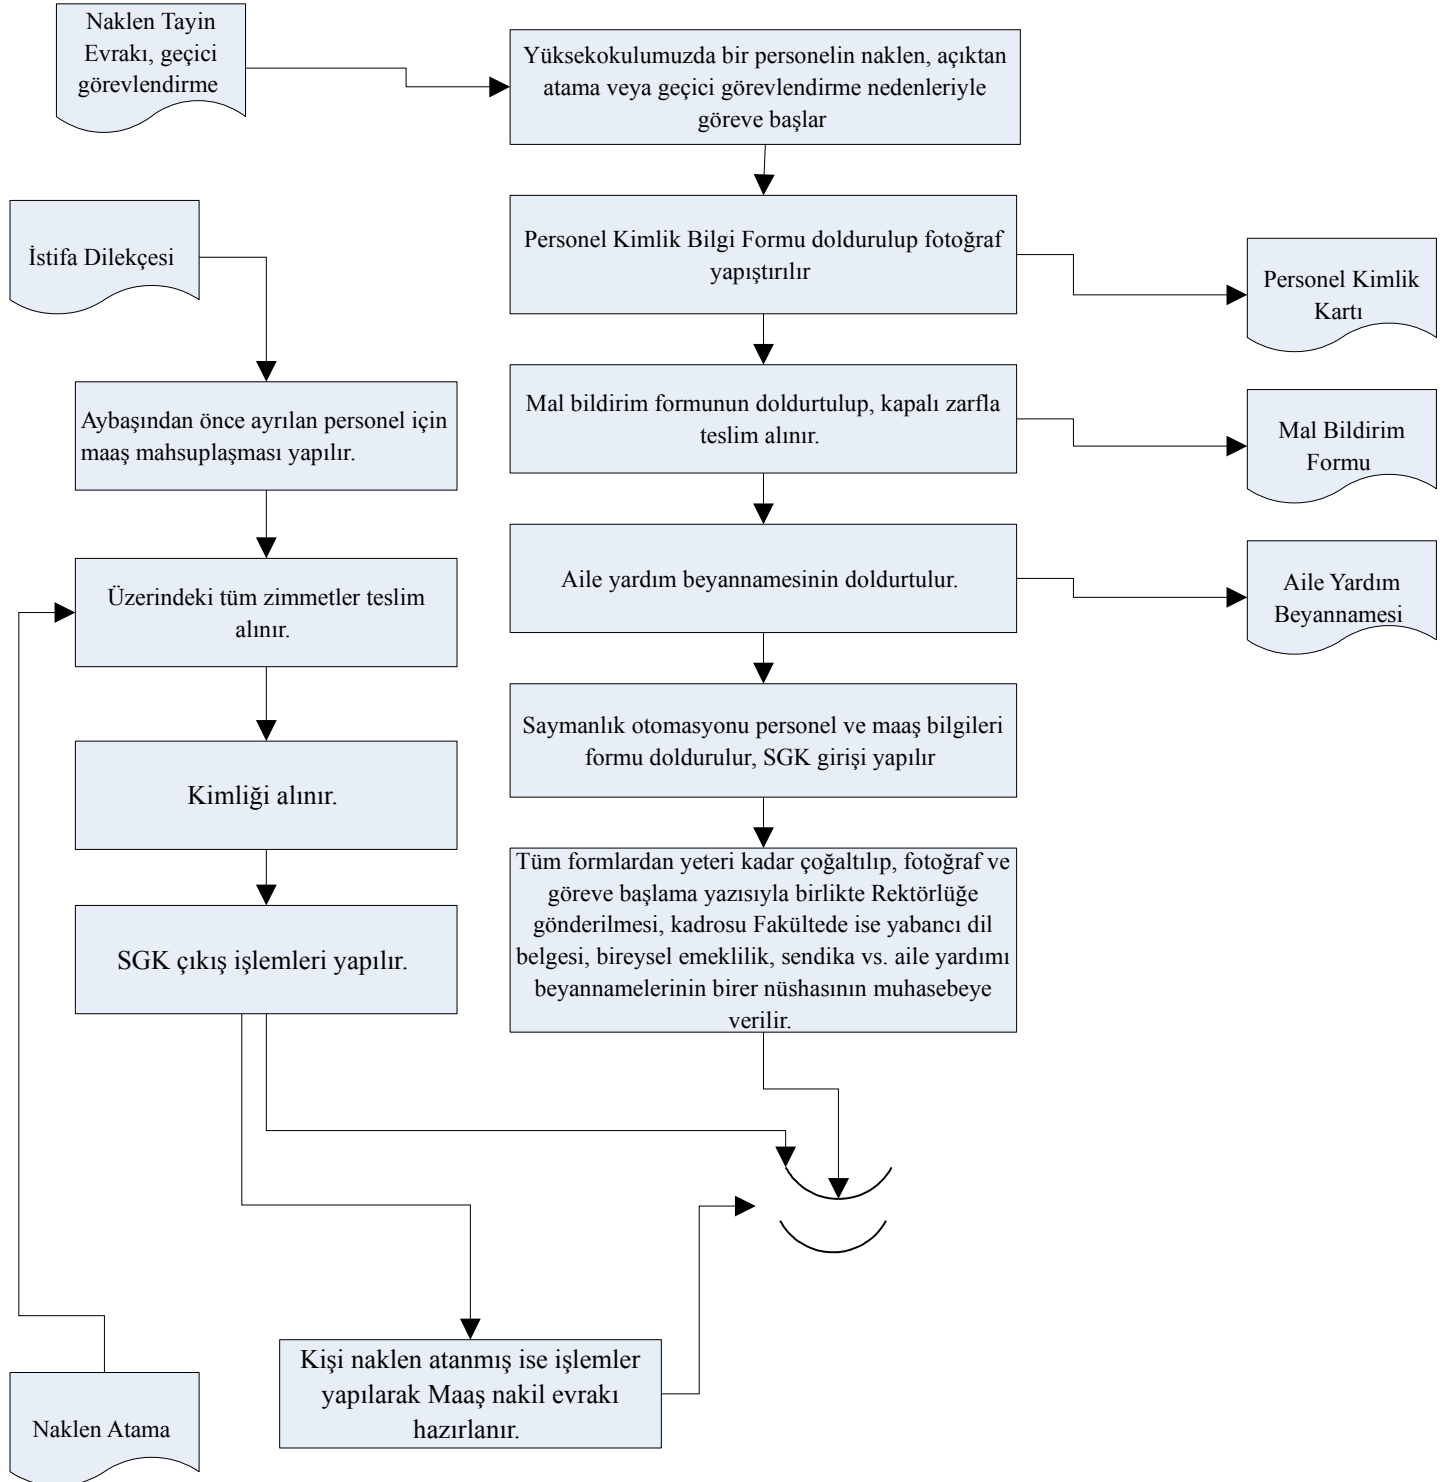 Naklen Tayin
Evrakı, geçici
görevlendirme
Yüksekokulumuzda bir personelin naklen, açıktan
atama veya geçici görevlendirme nedenleriyle
göreve başlar
İstifa Dilekçesi
Personel Kimlik Bilgi Formu doldurulup fotoğraf
yapıştırilır
Personel Kimlik
Kartı
Aybaşından önce ayrılan personel için
maaş mahsuplaşması yapılır.
Mal bildirim formunun doldurtulup, kapalı zarfla
teslim alınır.
Mal Bildirim
Formu
Üzerindeki tüm zimmetler teslim
alınır.
Aile yardım beyannamesinin doldurtulur.
Aile Yardım
Beyannamesi
Kimliği alınır.
Saymanlık otomasyonu personel ve maaş bilgileri
formu doldurulur, SGK girişi yapılır
SGK çıkış işlemleri yapılır.
Tüm formlardan yeteri kadar çoğaltılıp, fotoğraf ve
göreve başlama yazısıyla birlikte Rektörlüğe
gönderilmesi, kadrosu Fakültede ise yabancı dil
belgesi, bireysel emeklilik, sendika vs. aile yardımı
beyannamelerinin birer nüshasının muhasebeye
verilir.
Kişi naklen atanmış ise işlemler
yapılarak Maaş nakil evrakı
hazırlanır.
Naklen Atama